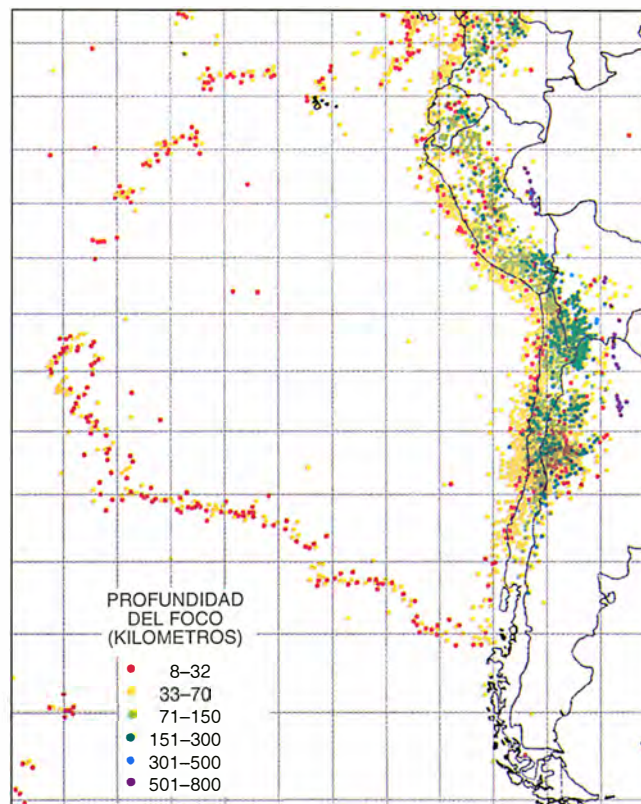 PROFUNDIDAD
DEL FOCO
(KILOMETROS)
8–32
33–70
71–150
151–300
301–500
501–800